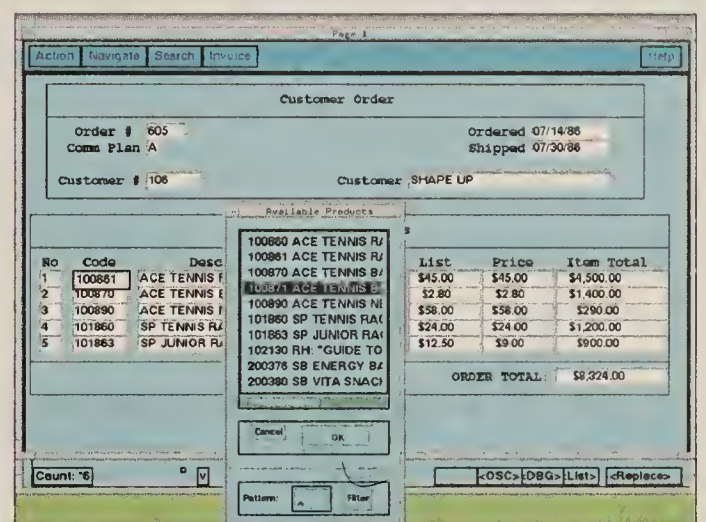 Page 1
Action Navigate Search Invoice Help
Customer Order
Order # 605 Ordered 07/14/86
Comm Plan A Shipped 07/30/86
Customer # 106 Customer SHAPE UP
Available Products
s
100860 ACE TENNIS RA
100861 ACE TENNIS RA
100870 ACE TENNIS BA
100871 ACE TENNIS B
100890 ACE TENNIS NE
101860 SP TENNIS RAC
101863 SP JUNIOR RAC
102130 RH: "GUIDE TO
200376 SB ENERGY BA
200380 SB VITA SNACK
No Code Desc List Price Item Total
1 100861 ACE TENNIS R $45.00 $45.00 $4,500.00
2 100870 ACE TENNIS B $2.80 $2.80 $1,400.00
3 100890 ACE TENNIS N $58.00 $58.00 $290.00
4 101860 SP TENNIS RA $24.00 $24.00 $1,200.00
5 101863 SP JUNIOR RA $12.50 $9.00 $900.00
ORDER TOTAL: $8,324.00
Cancel OK
Count: *6 v <OSC> <DBG> <List> <Replace>
Pattern: A Filter